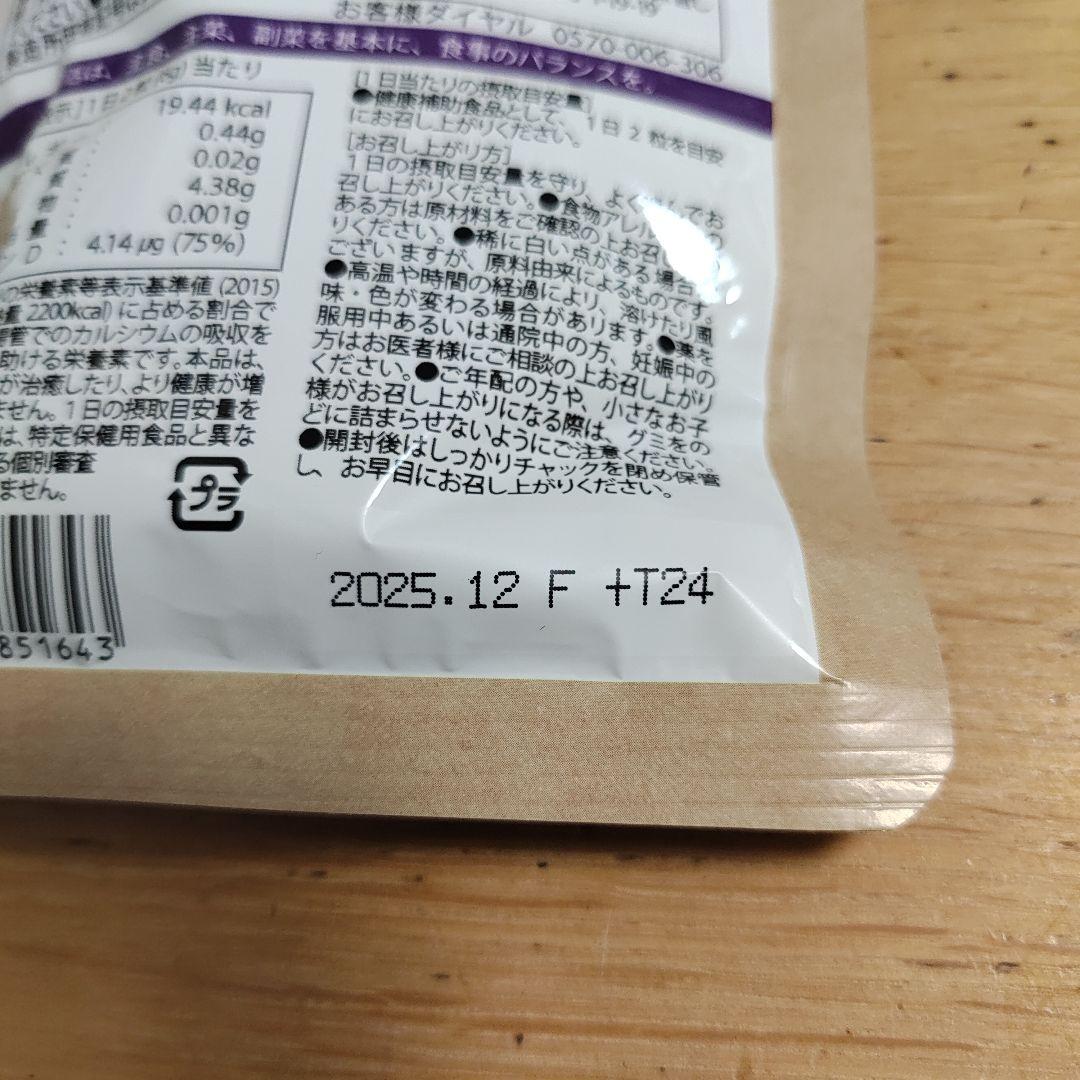 お客様ダイヤル 0570-006-306
主菜、副菜を基本に、食事のバランスを。
当たり
19.44 kcal
0.44g
0.02g
4.38g
0.001g
D : 4.14㎍(75%)
栄養素等表示基準値(2015)
2200kcal)に占める割合で
管でのカルシウムの吸収を
助ける栄養素です。本品は、
が治癒したり、より健康が増
ません。1日の摂取目安量を
は、特定保健用食品と異な
る個別審査
ません。
プラ
851643
[1日当たりの摂取目安量]
●健康補助食品として、1日2粒を目安
にお召し上がりください。
[お召し上がり方]
1日の摂取目安量を守り、よく でお
召し上がりください。●食物アレル の
ある方は原材料をご確認の上お召し
りください。●稀に白い点がある場合
ございますが、原料由来によるものです。
●高温や時間の経過により、溶けたり風
味・色が変わる場合があります。●薬を
服用中あるいは通院中の方、妊娠中の
方はお医者様にご相談の上お召し上がり
ください。●ご年配の方や、小さなお子
様がお召し上がりになる際は、グミをの
どに詰まらせないようにご注意ください。
●開封後はしっかりチャックを閉め保管
し、お早目にお召し上がりください。
2025.12 F +T24